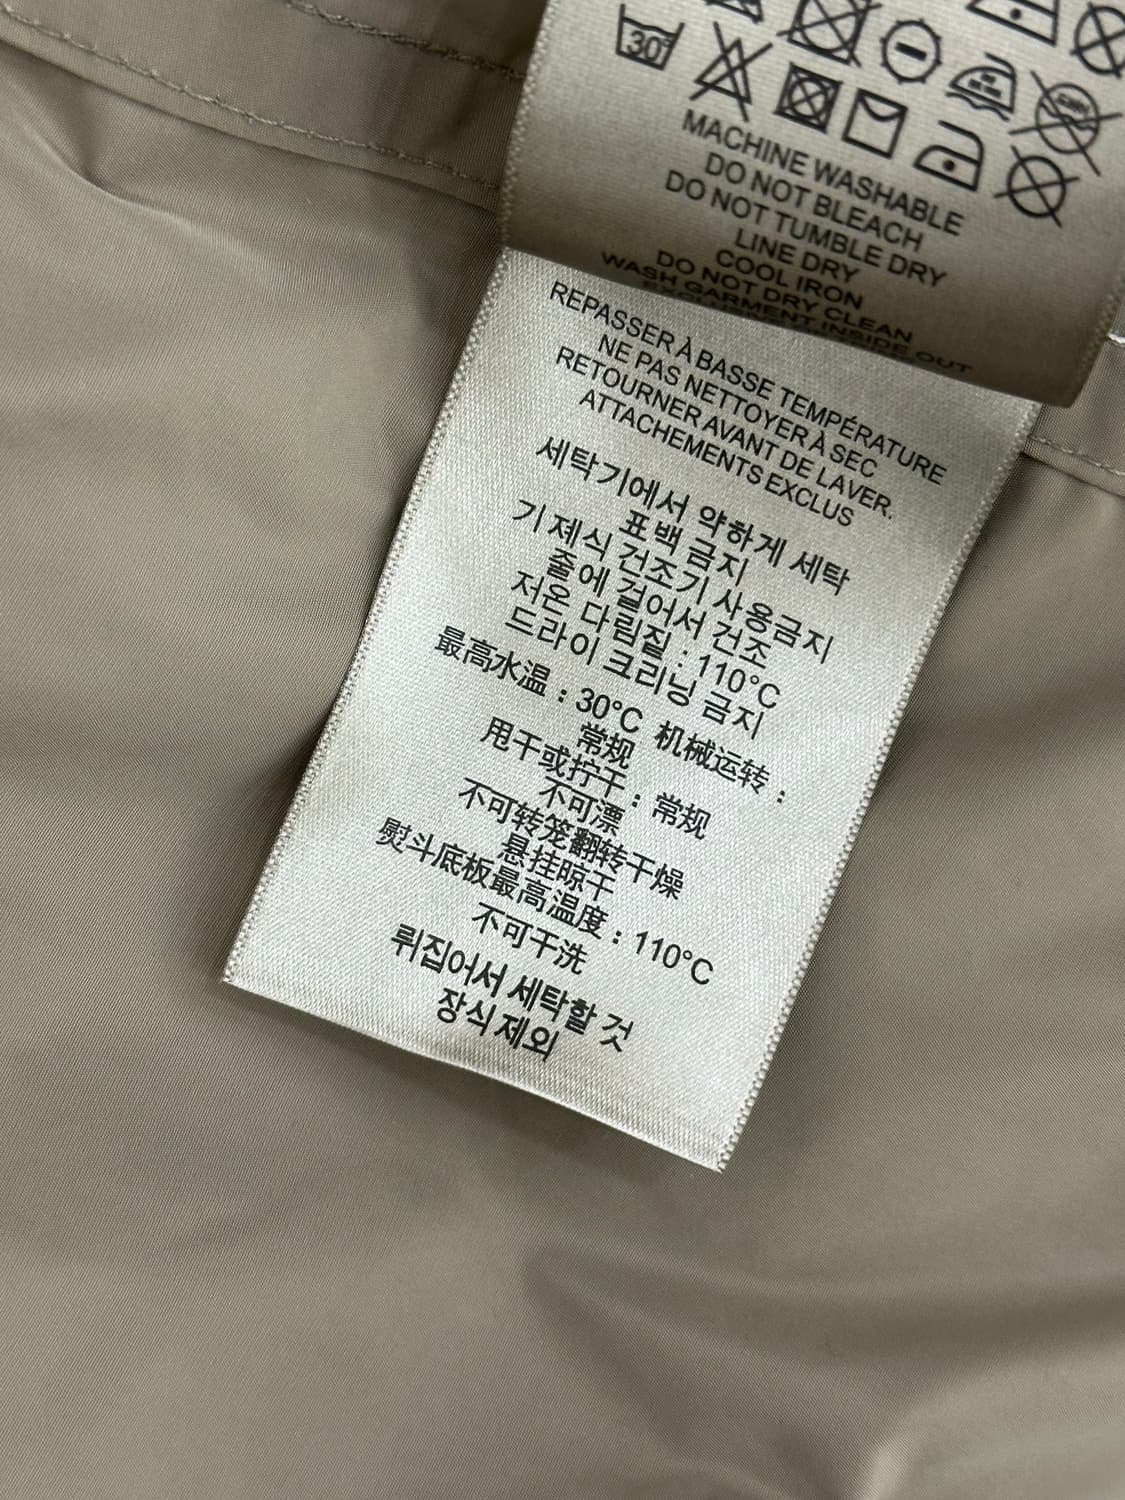 30°
MACHINE WASHABLE
DO NOT BLEACH
DO NOT TUMBLE DRY
LINE DRY
COOL IRON
DO NOT DRY CLEAN
WASH GARMENT INSIDE OUT
REPASSER À BASSE TEMPÉRATURE
NE PAS NETTOYER À SEC
RETOURNER AVANT DE LAVER.
ATTACHEMENTS EXCLUS
세탁기에서 약하게 세탁
표백 금지
기 졔식 건조기 사용금지
줄에 걸어서 건조
저온 다림질 : 110°C
드라이 크리닝 금지
最高水温：30°C 机械运转：
常规
甩干或拧干：常规
不可漂
不可转笼翻转干燥
悬挂晾干
熨斗底板最高温度：110°C
不可干洗
뤼집어서 세탁할 것
장식 제외